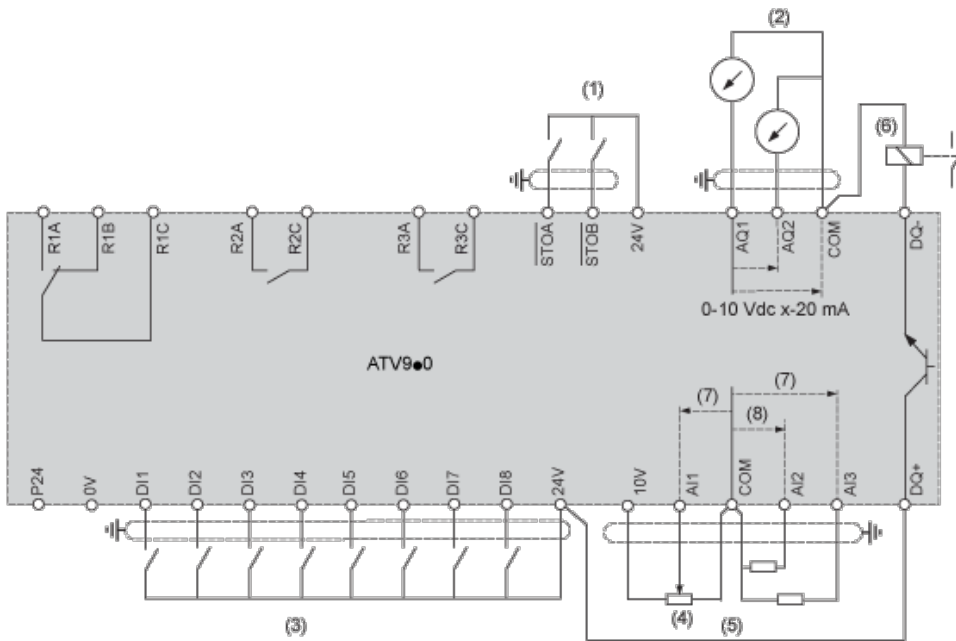 (2)
(1)
(6)
R1A
R1B
R1C
R2A
R2C
R3A
R3C
STOA
STOB
24V
AQ1
AQ2
COM
DQ-
0-10 Vdc x-20 mA
ATV9●0
(7)
(7)
(8)
P24
0V
DI1
DI2
DI3
DI4
DI5
DI6
DI7
DI8
24V
10V
AI1
COM
AI2
AI3
DQ+
(3)
(4)
(5)